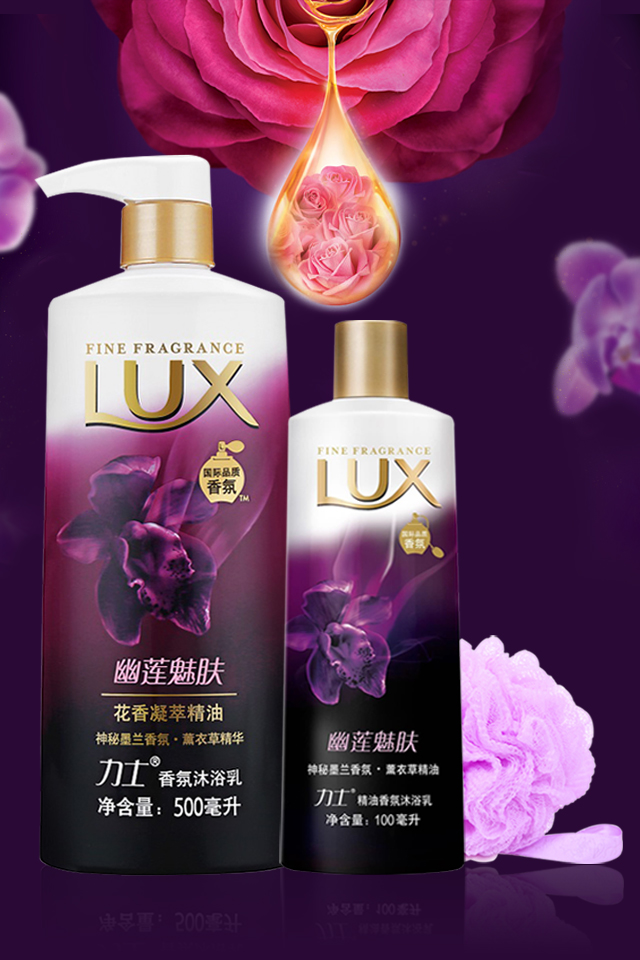 FINE FRAGRANCE
LUX
国际品质
香氛
TM
幽莲魅肤
花香凝萃精油
神秘墨兰香氛·薰衣草精华
力士® 香氛沐浴乳
净含量：500毫升
FINE FRAGRANCE
LUX
国际品质
香氛
幽莲魅肤
神秘墨兰香氛·薰衣草精油
力士® 精油香氛沐浴乳
净含量：100毫升